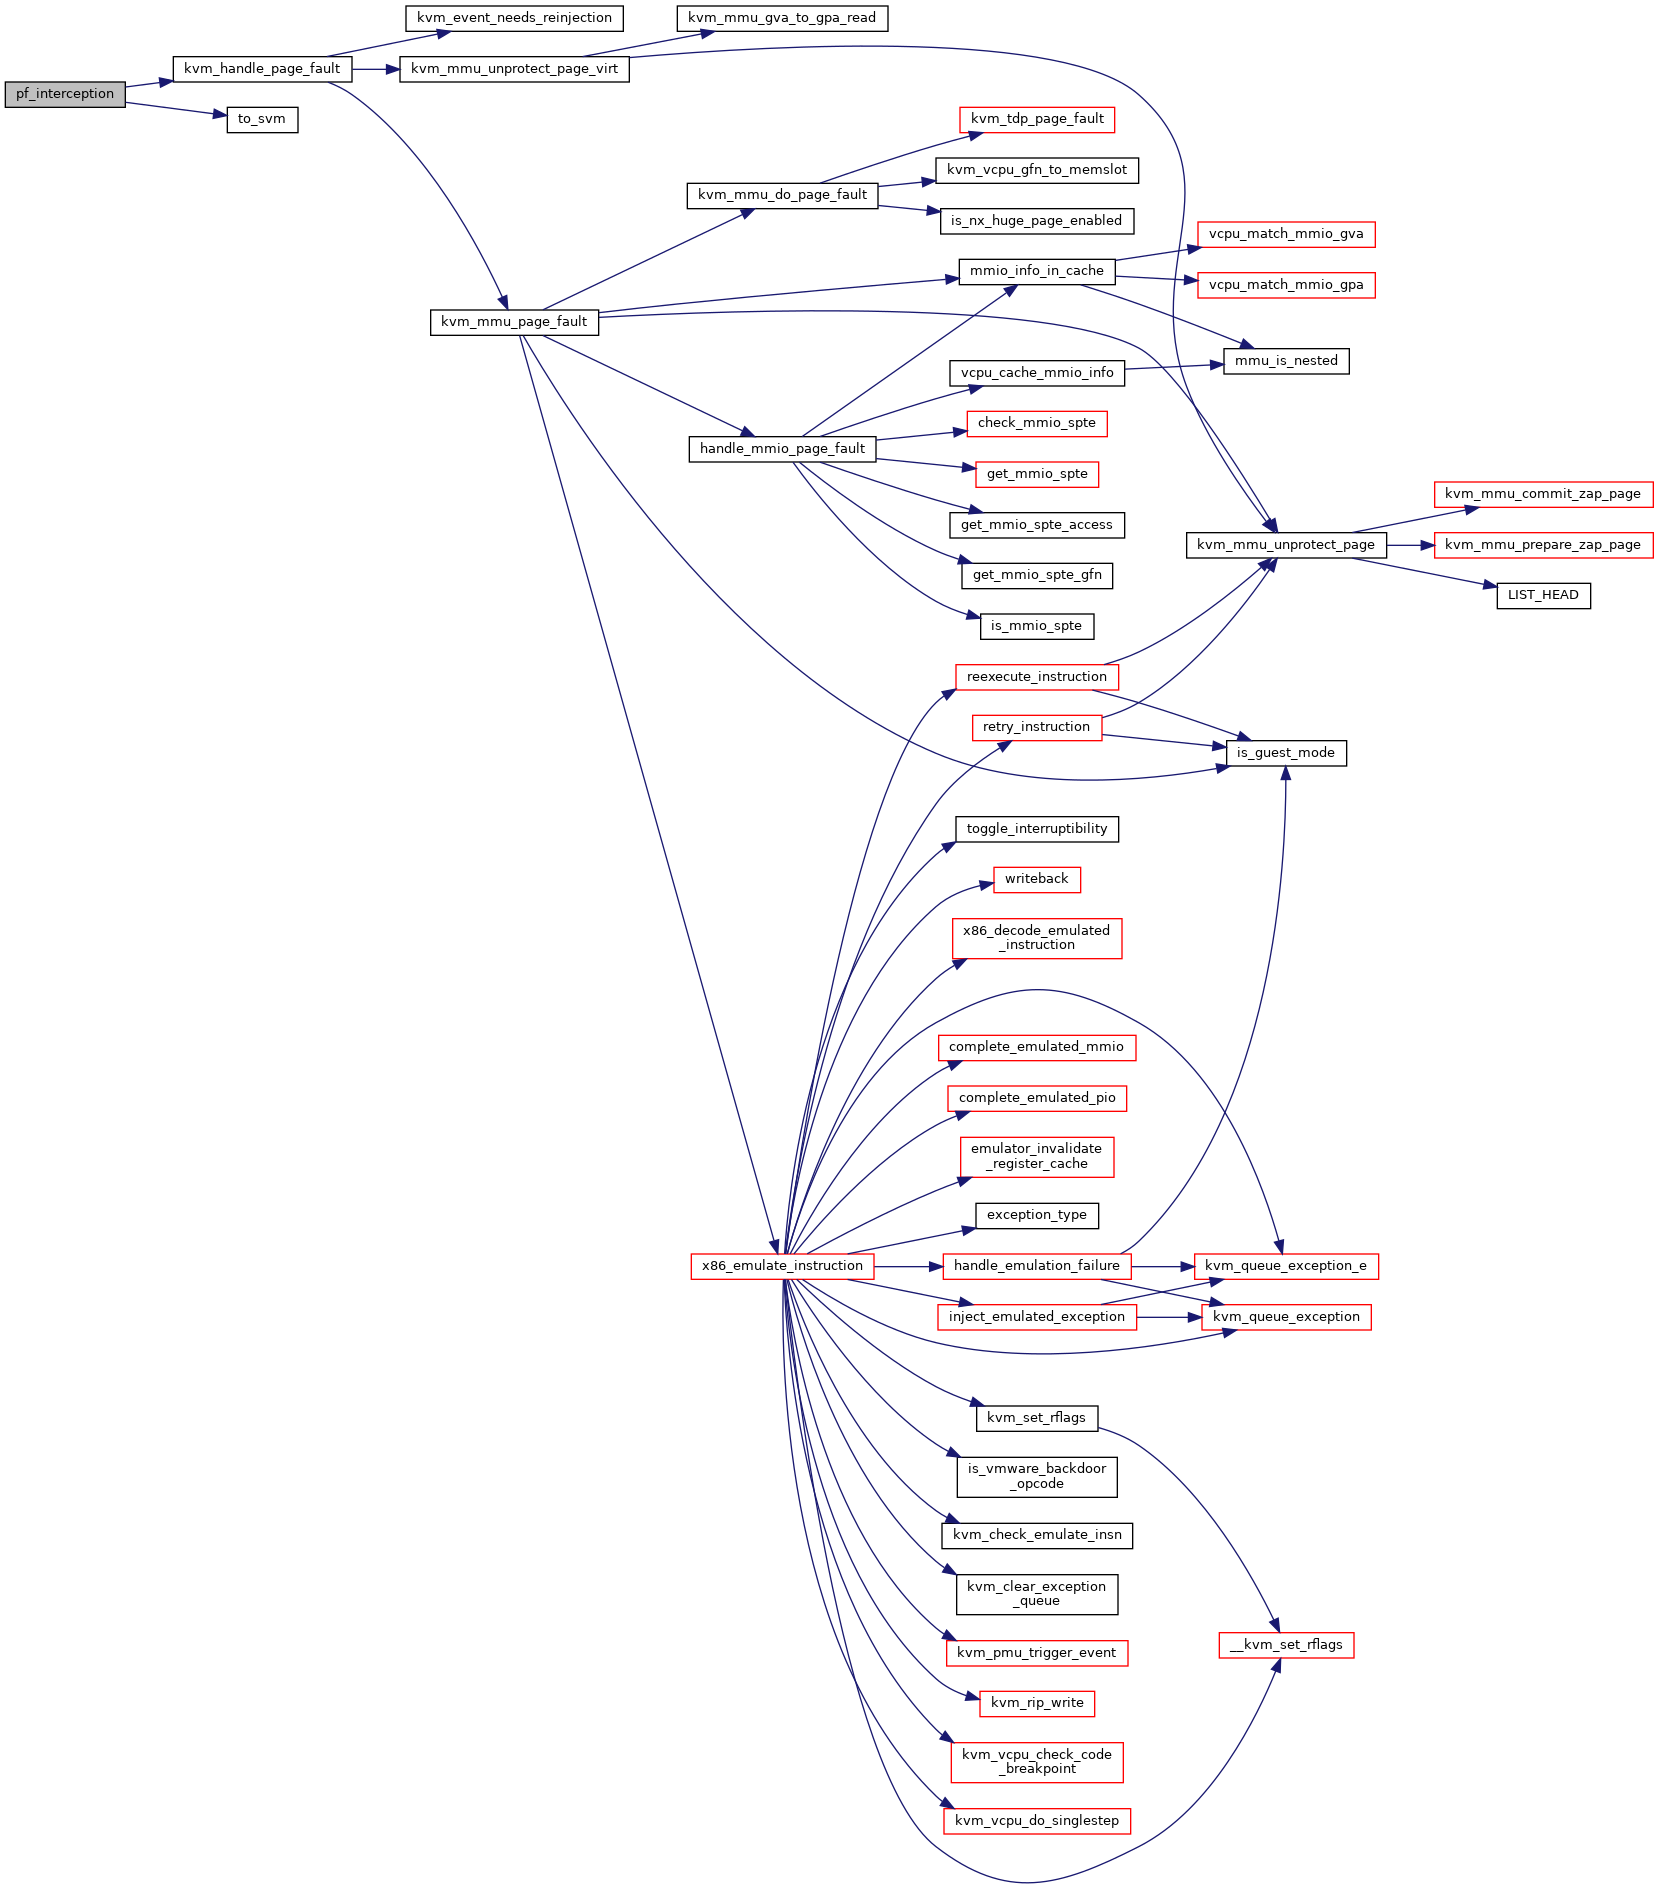 kvm_event_needs_reinjection
kvm_mmu_gva_to_gpa_read
kvm_handle_page_fault
kvm_mmu_unprotect_page_virt
pf_interception
to_svm
kvm_tdp_page_fault
kvm_vcpu_gfn_to_memslot
kvm_mmu_do_page_fault
is_nx_huge_page_enabled
vcpu_match_mmio_gva
mmio_info_in_cache
vcpu_match_mmio_gpa
kvm_mmu_page_fault
mmu_is_nested
vcpu_cache_mmio_info
check_mmio_spte
handle_mmio_page_fault
get_mmio_spte
kvm_mmu_commit_zap_page
get_mmio_spte_access
kvm_mmu_unprotect_page
kvm_mmu_prepare_zap_page
get_mmio_spte_gfn
LIST_HEAD
is_mmio_spte
reexecute_instruction
retry_instruction
is_guest_mode
toggle_interruptibility
writeback
x86_decode_emulated
_instruction
complete_emulated_mmio
complete_emulated_pio
emulator_invalidate
_register_cache
exception_type
x86_emulate_instruction
handle_emulation_failure
kvm_queue_exception_e
inject_emulated_exception
kvm_queue_exception
kvm_set_rflags
is_vmware_backdoor
_opcode
kvm_check_emulate_insn
kvm_clear_exception
_queue
__kvm_set_rflags
kvm_pmu_trigger_event
kvm_rip_write
kvm_vcpu_check_code
_breakpoint
kvm_vcpu_do_singlestep